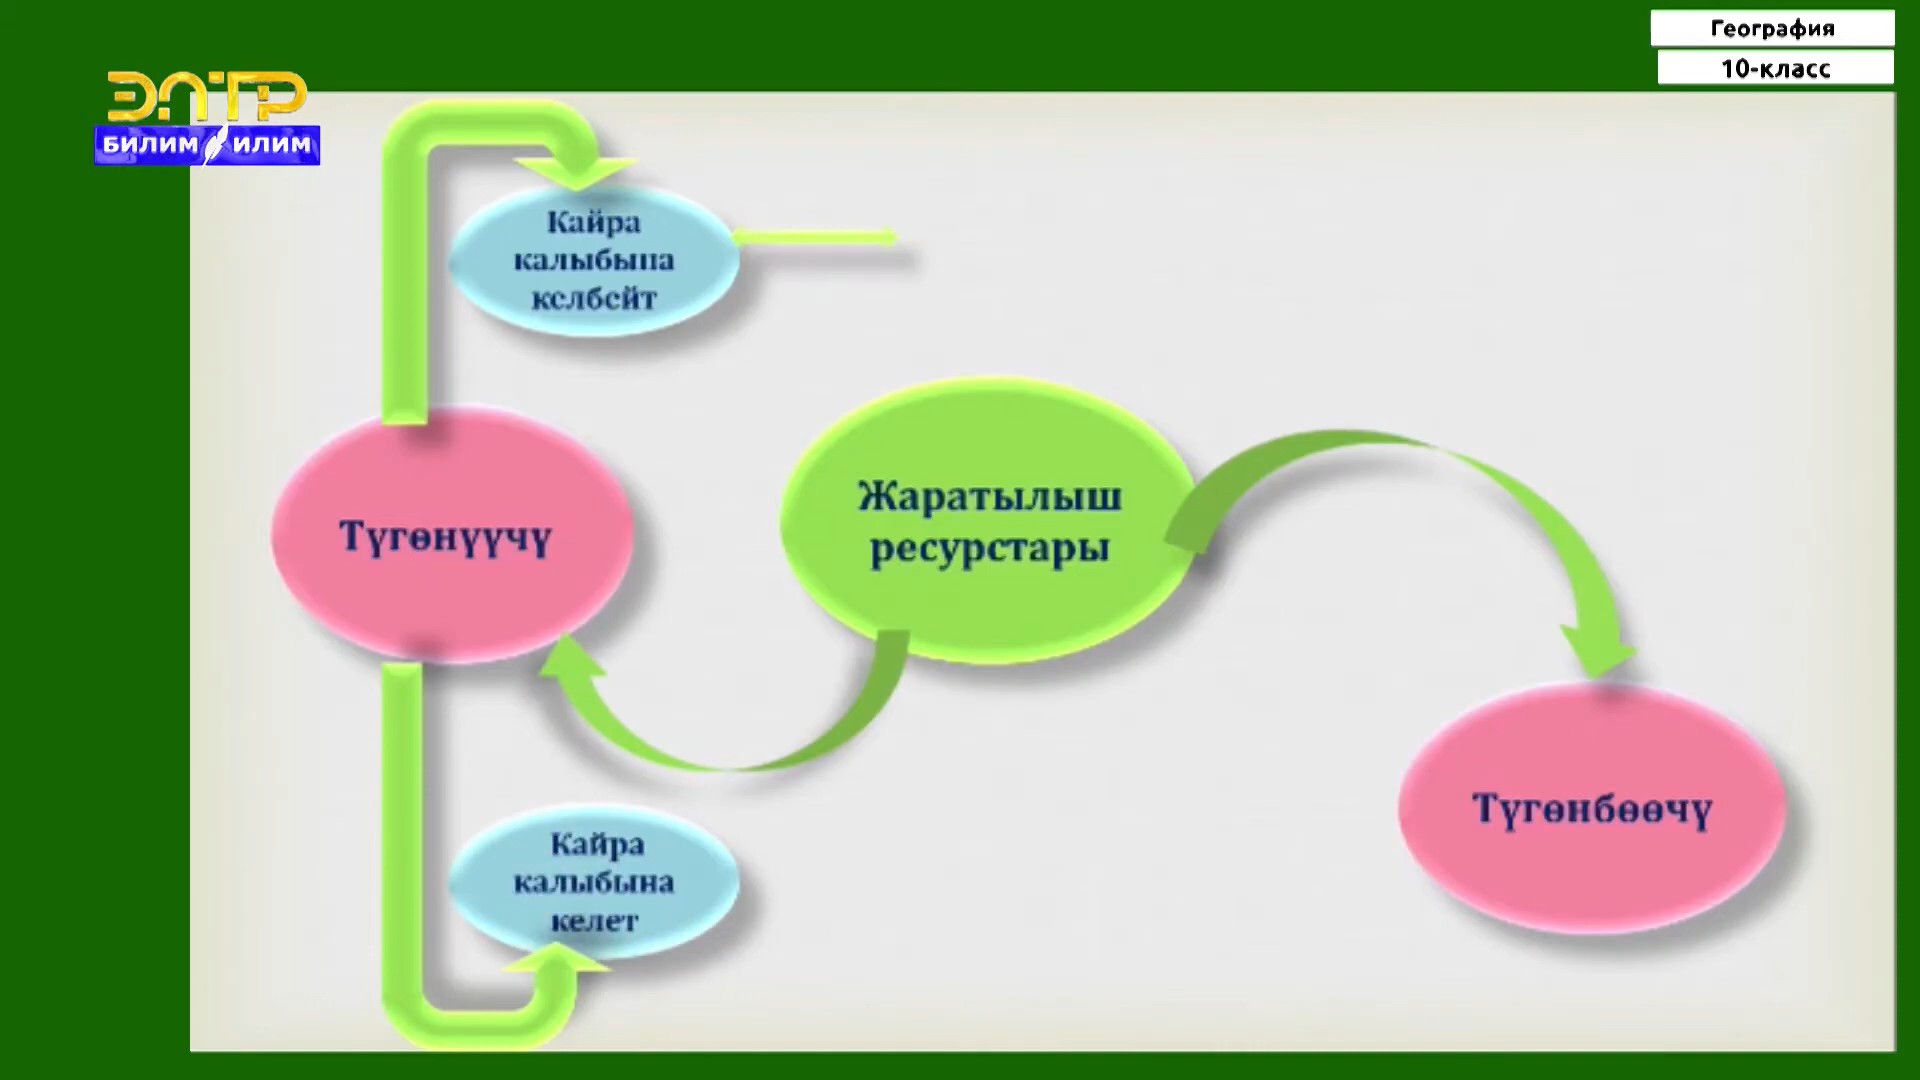 География
10-класс
ЭЛТР
БИЛИМ ИЛИМ
Кайра
калыбына
келбейт
Түгөнүүчү
Жаратылыш
ресурстары
Түгөнбөөчү
Кайра
калыбына
келет